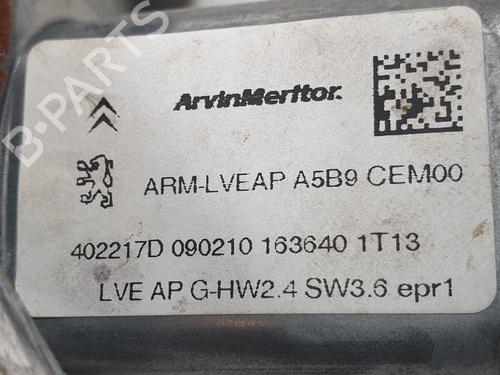 ArvinMeritor.
ARM-LVEAP A5B9 CEM00
402217D 090210 163640 1T13
LVE AP G-HW2.4 SW3.6 epr1
B-PARTS